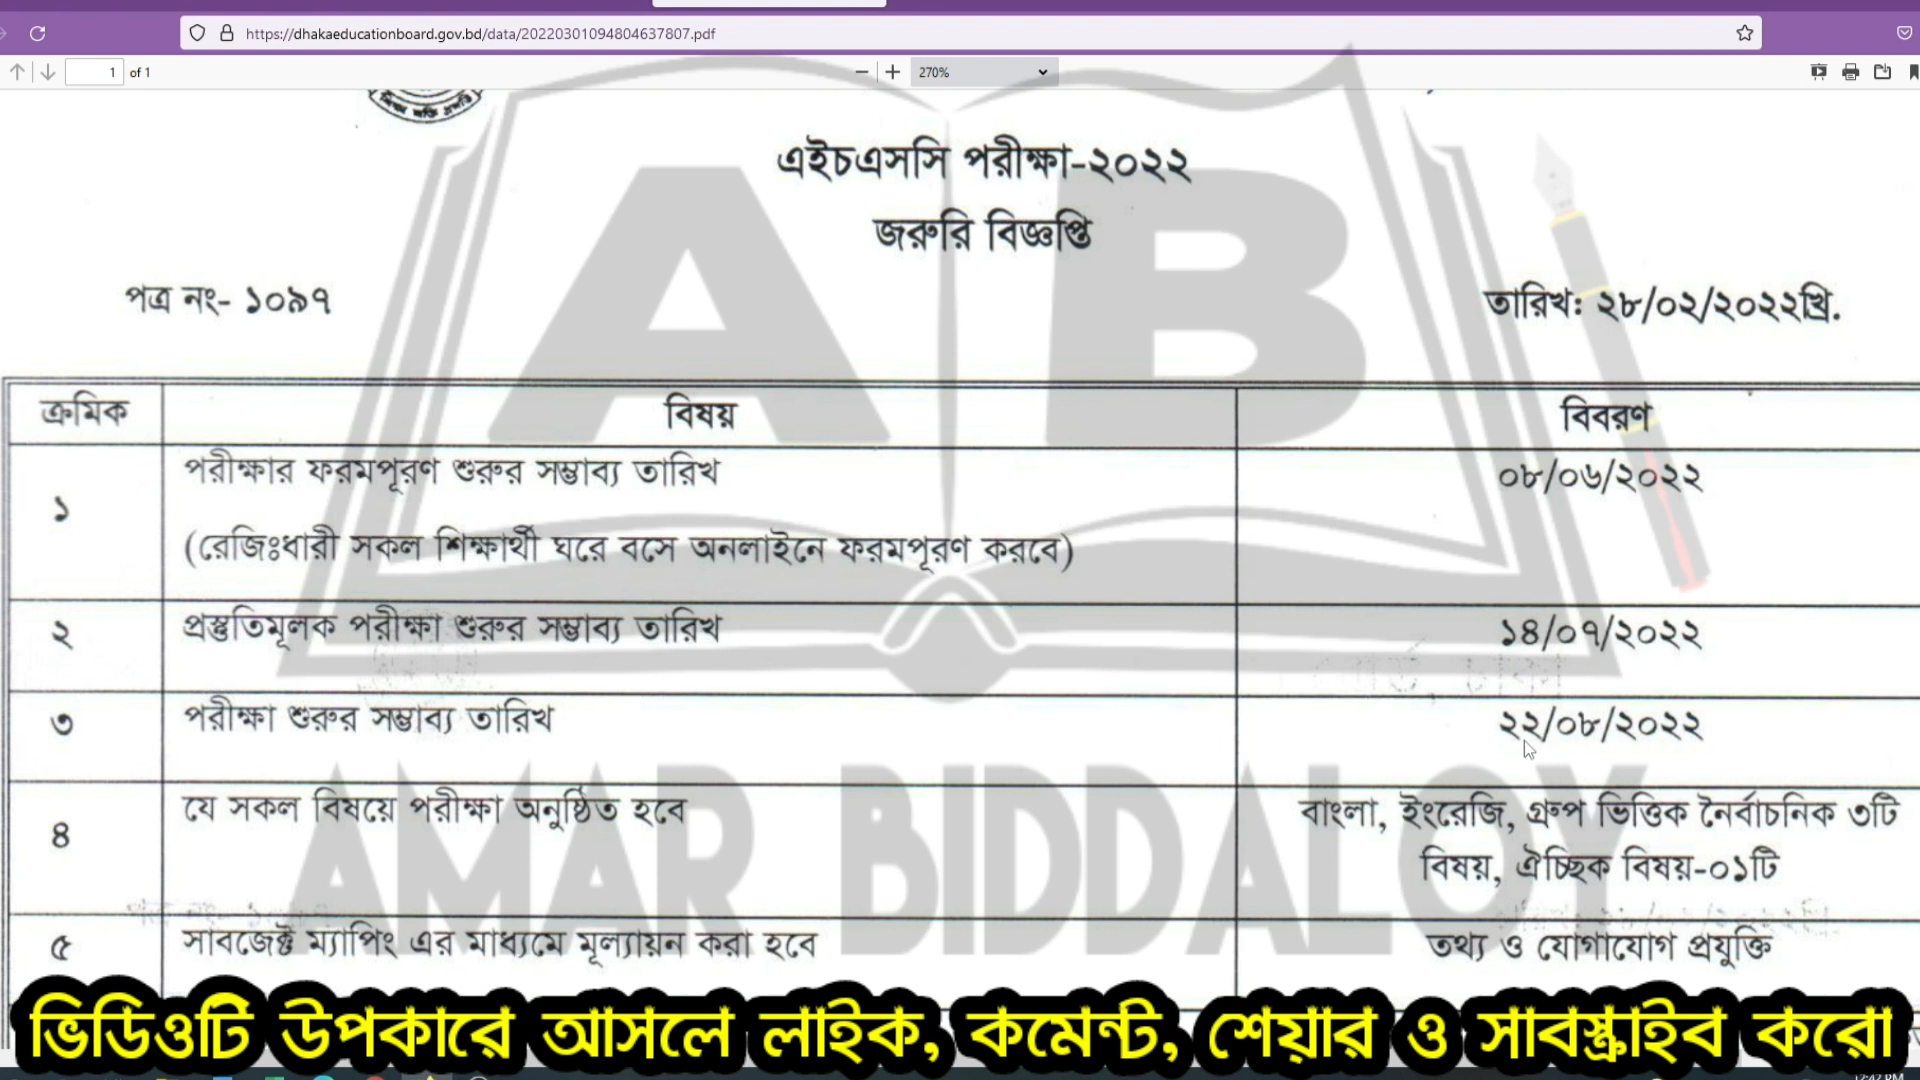 https://dhakaeducationboard.gov.bd/data/20220301094804637807.pdf
1 of 1
270%
এইচএসসি পরীক্ষা-২০২২
জরুরি বিজ্ঞপ্তি
পত্র নং- ১০৯৭ তারিখ: ২৮/০২/২০২২খ্রি.
ক্রমিক বিষয় বিবরণ
পরীক্ষার ফরমপূরণ শুরুর সম্ভাব্য তারিখ ০৮/০৬/২০২২
১
(রেজিঃধারী সকল শিক্ষার্থী ঘরে বসে অনলাইনে ফরমপূরণ করবে)
২ প্রস্তুতিমূলক পরীক্ষা শুরুর সম্ভাব্য তারিখ ১৪/০৭/২০২২
৩ পরীক্ষা শুরুর সম্ভাব্য তারিখ ২২/০৮/২০২২
৪ যে সকল বিষয়ে পরীক্ষা অনুষ্ঠিত হবে বাংলা, ইংরেজি, গ্রুপ ভিত্তিক নৈর্বাচনিক ৩টি
বিষয়, ঐচ্ছিক বিষয়-০১টি
৫ সাবজেক্ট ম্যাপিং এর মাধ্যমে মূল্যায়ন করা হবে তথ্য ও যোগাযোগ প্রযুক্তি
AB
AMAR BIDDALOY
ভিডিওটি উপকারে আসলে লাইক, কমেন্ট, শেয়ার ও সাবস্ক্রাইব করো